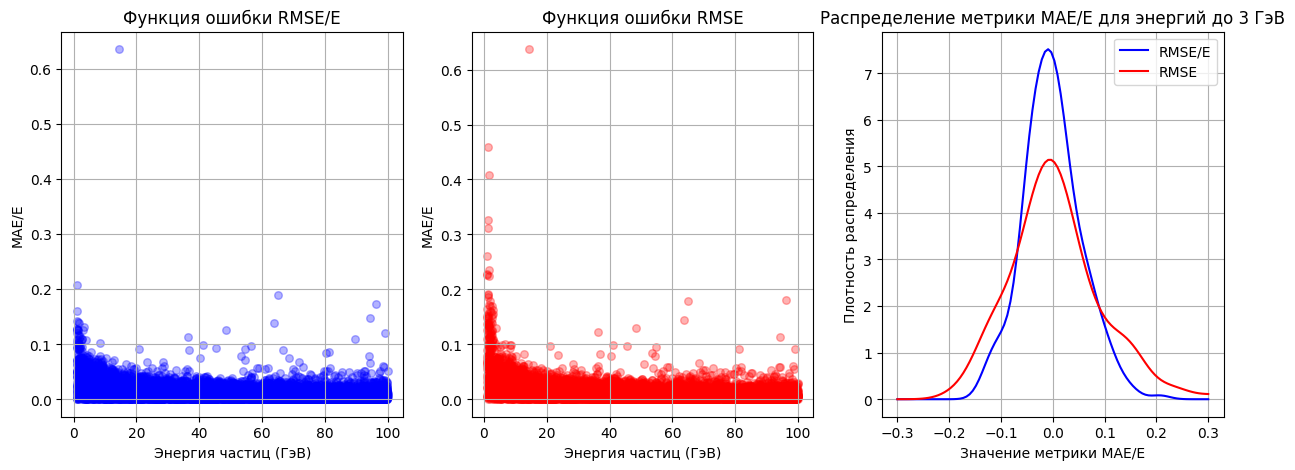 Функция ошибки RMSE/E
MAE/E
0.6
0.5
0.4
0.3
0.2
0.1
0.0
0 20 40 60 80 100
Энергия частиц (ГэВ)
Функция ошибки RMSE
MAE/E
0.6
0.5
0.4
0.3
0.2
0.1
0.0
0 20 40 60 80 100
Энергия частиц (ГэВ)
Распределение метрики MAE/E для энергий до 3 ГэВ
RMSE/E
RMSE
Плотность распределения
7
6
5
4
3
2
1
0
−0.3 −0.2 −0.1 0.0 0.1 0.2 0.3
Значение метрики MAE/E